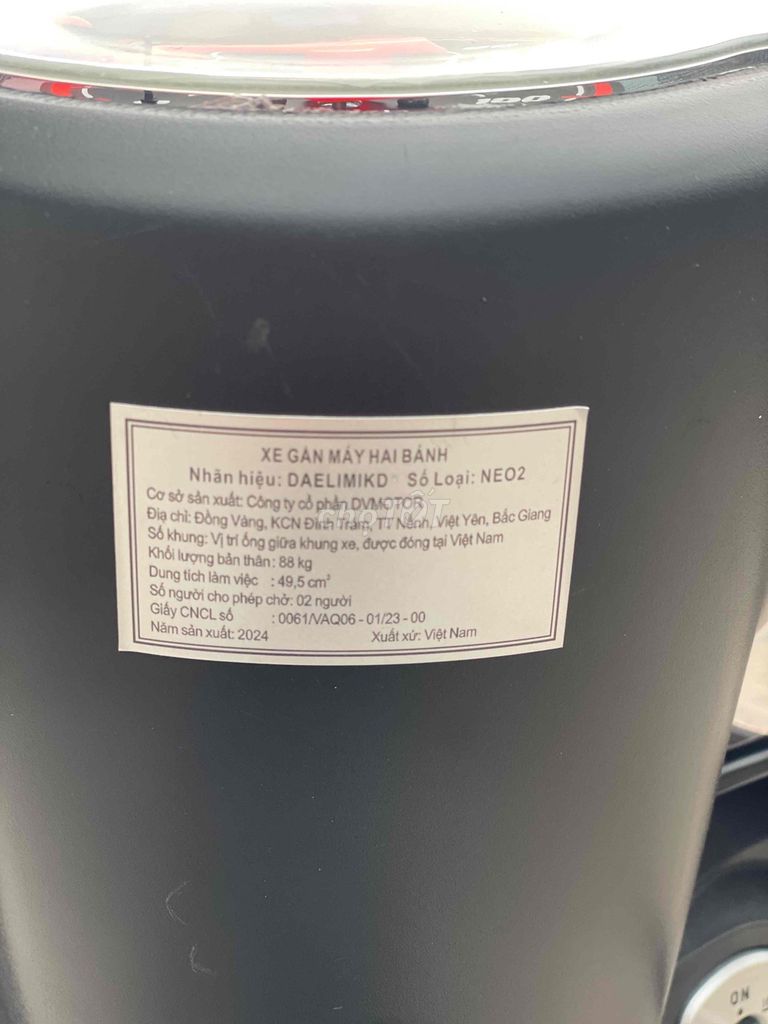 XE GẮN MÁY HAI BÁNH
Nhãn hiệu: DAELIMIKD Số Loại: NEO2
Cơ sở sản xuất: Công ty cổ phần DVMOTOR
Địa chỉ: Đồng Vàng, KCN Đình Trám, TT Nếnh, Việt Yên, Bắc Giang
Số khung: Vị trí ống giữa khung xe, được đóng tại Việt Nam
Khối lượng bản thân: 88 kg
Dung tích làm việc : 49,5 cm³
Số người cho phép chở: 02 người
Giấy CNCL số : 0061/VAQ06 - 01/23 - 00
Năm sản xuất: 2024 Xuất xứ: Việt Nam
chợTỐT
ON